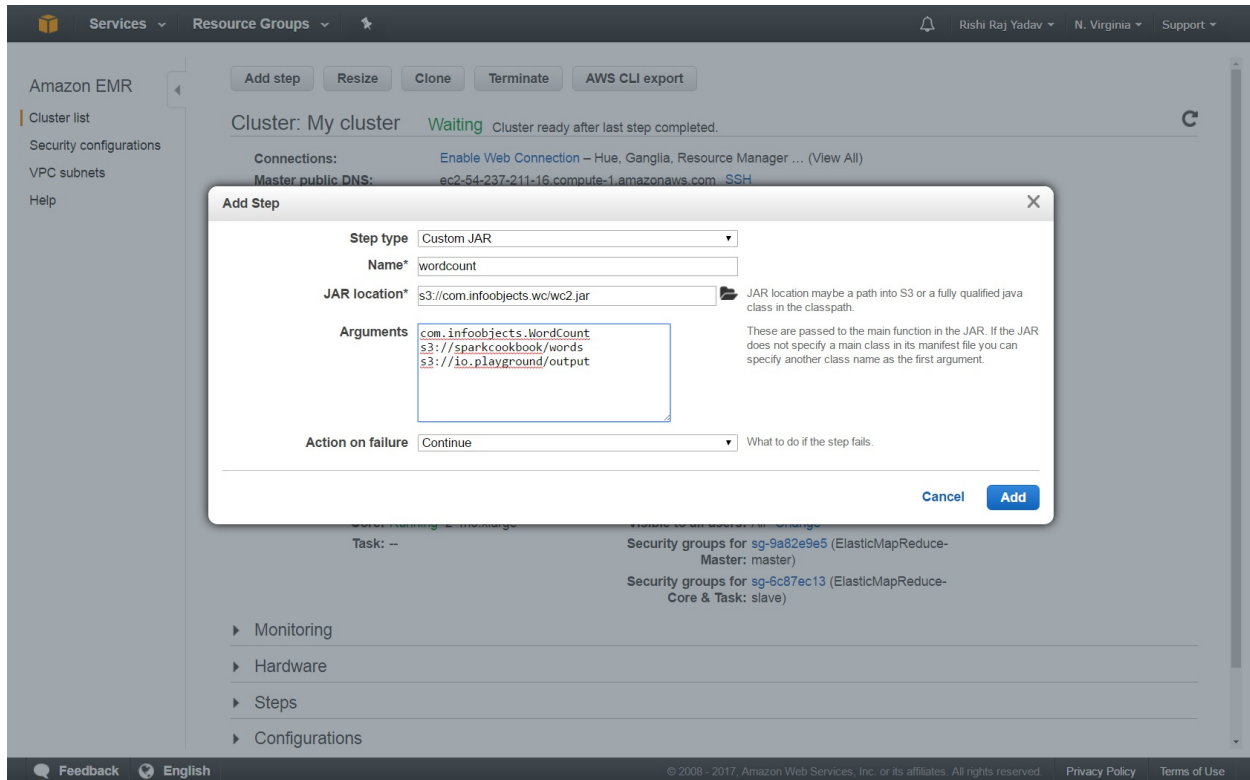 Services Resource Groups Rishi Raj Yadav N. Virginia Support
Amazon EMR
Cluster list
Security configurations
VPC subnets
Help
Add step Resize Clone Terminate AWS CLI export
Cluster: My cluster Waiting Cluster ready after last step completed.
Connections: Enable Web Connection – Hue, Ganglia, Resource Manager ... (View All)
Master public DNS: ec2-54-237-211-16.compute-1.amazonaws.com SSH
Add Step
Step type Custom JAR
Name* wordcount
JAR location* s3://com.infoobjects.wc/wc2.jar
JAR location maybe a path into S3 or a fully qualified java
class in the classpath.
Arguments
com.infoobjects.WordCount
s3://sparkcookbook/words
s3://io.playground/output
These are passed to the main function in the JAR. If the JAR
does not specify a main class in its manifest file you can
specify another class name as the first argument.
Action on failure Continue What to do if the step fails.
Cancel Add
Task: --
Security groups for sg-9a82e9e5 (ElasticMapReduce-
Master: master)
Security groups for sg-6c87ec13 (ElasticMapReduce-
Core & Task: slave)
Monitoring
Hardware
Steps
Configurations
Feedback English © 2008 - 2017, Amazon Web Services, Inc. or its affiliates. All rights reserved. Privacy Policy Terms of Use